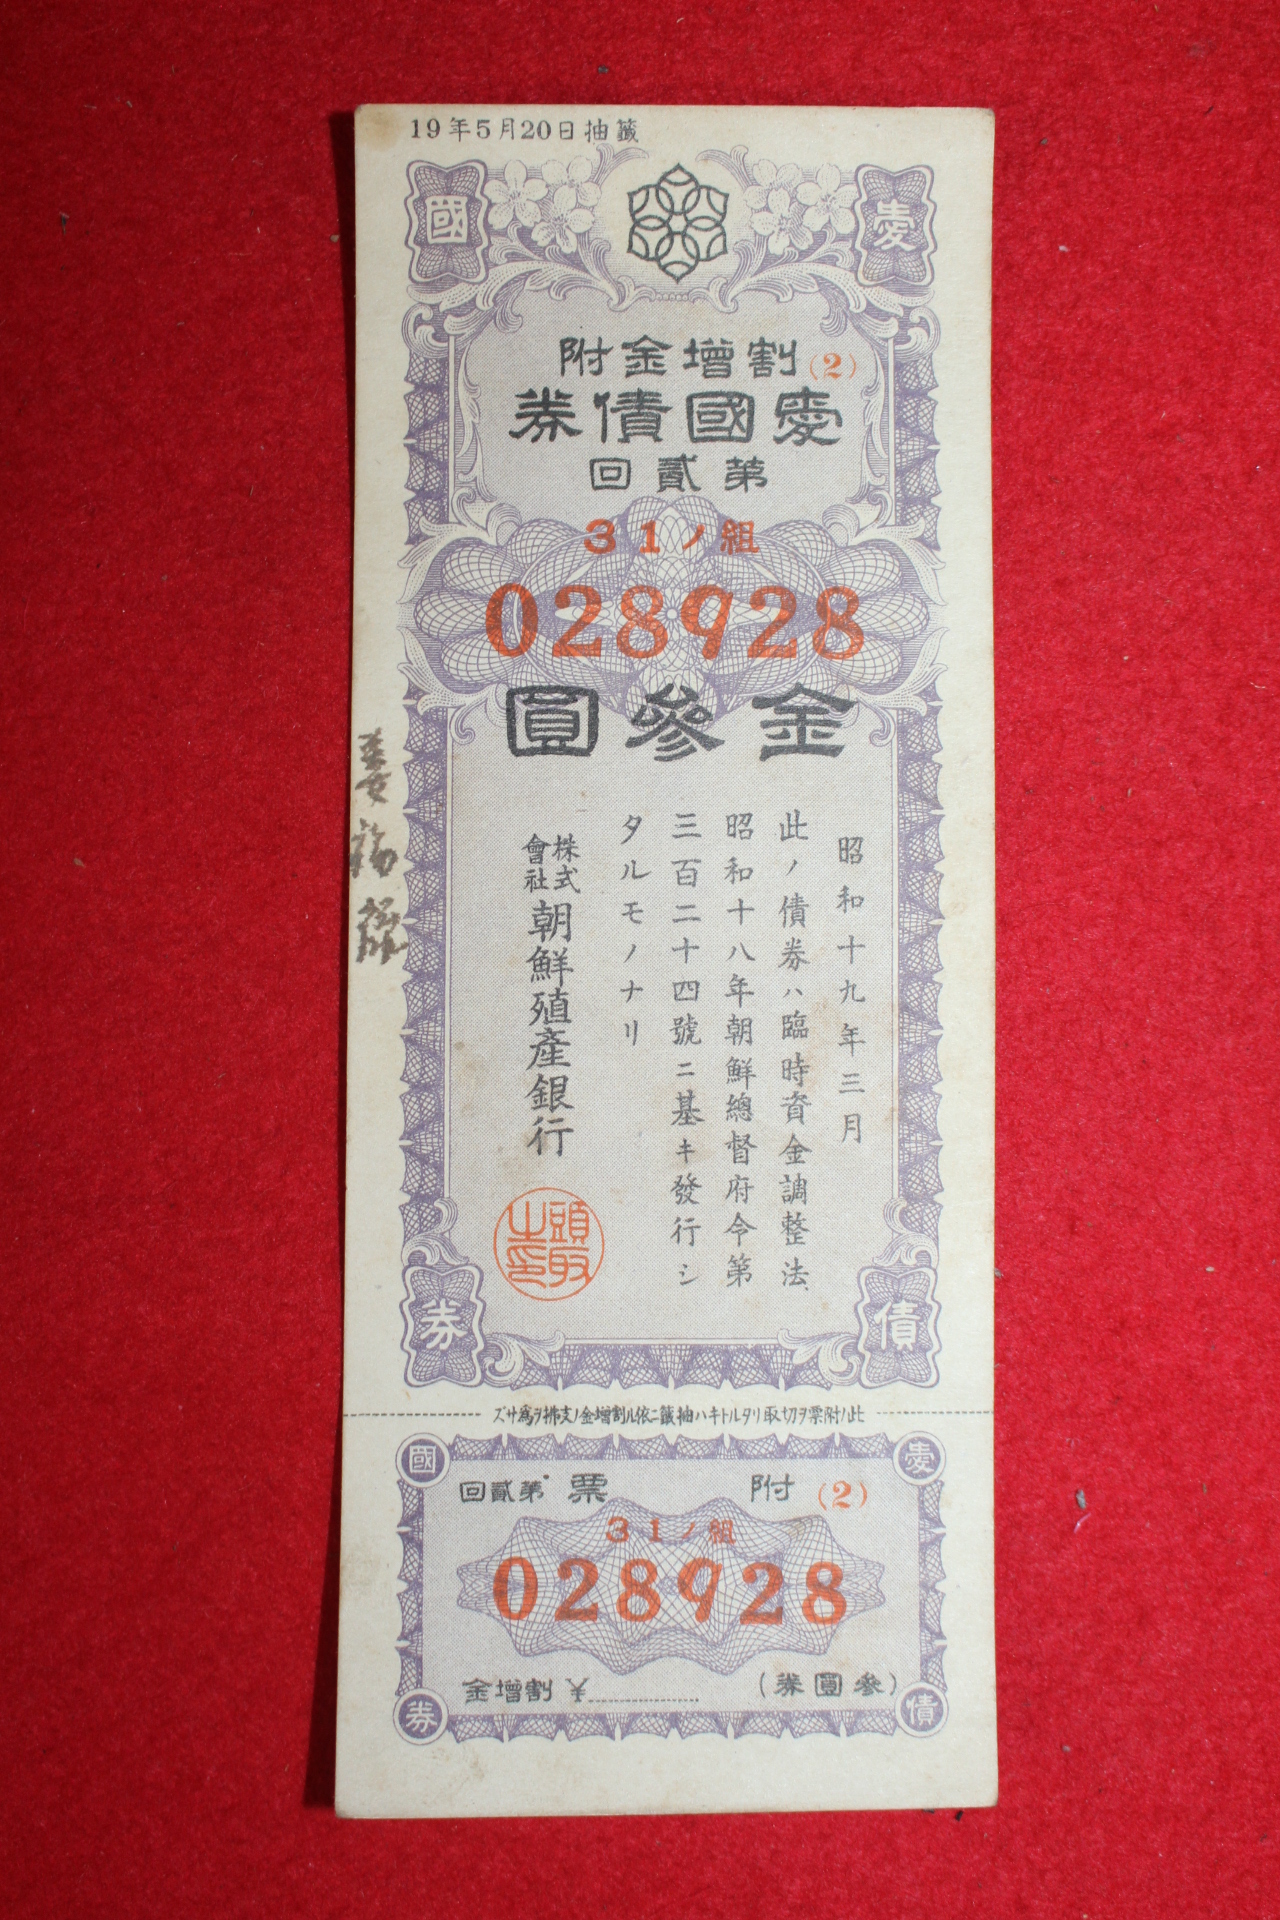 19年5月20日抽籤
愛國
割增金附(2)
愛國債券
第貳回
31ノ組
028928
金參圓
昭和十九年三月
此ノ債券ハ臨時資金調整法、
昭和十八年朝鮮總督府令第
三百二十四號ニ基キ發行シ
タルモノナリ
株式會社朝鮮殖產銀行
頭取之印
債券
姜
此ノ附票ヲ切取リタルトキハ抽籤ニ依ル割增金ノ支拂ヲ爲サズ
愛國
附票 第貳回
(2)
31ノ組
028928
(參圓券)
割增金 ¥
債券